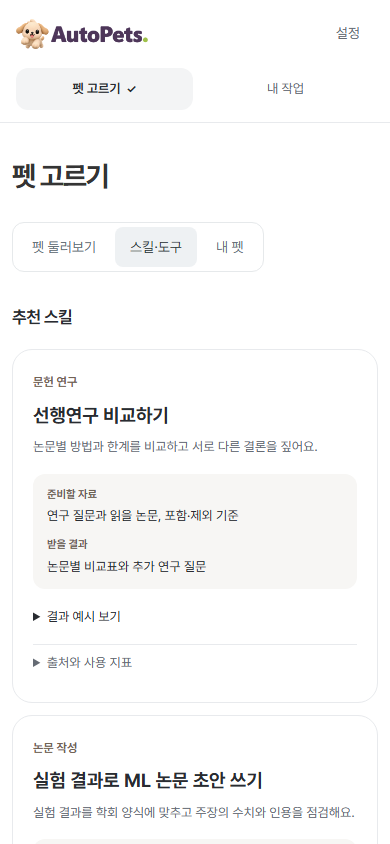 AutoPets.
설정
펫 고르기 ✓
내 작업
펫 고르기
펫 둘러보기
스킬·도구
내 펫
추천 스킬
문헌 연구
선행연구 비교하기
논문별 방법과 한계를 비교하고 서로 다른 결론을 짚어요.
준비할 자료
연구 질문과 읽을 논문, 포함·제외 기준
받을 결과
논문별 비교표와 추가 연구 질문
▶ 결과 예시 보기
▶ 출처와 사용 지표
논문 작성
실험 결과로 ML 논문 초안 쓰기
실험 결과를 학회 양식에 맞추고 주장의 수치와 인용을 점검해요.